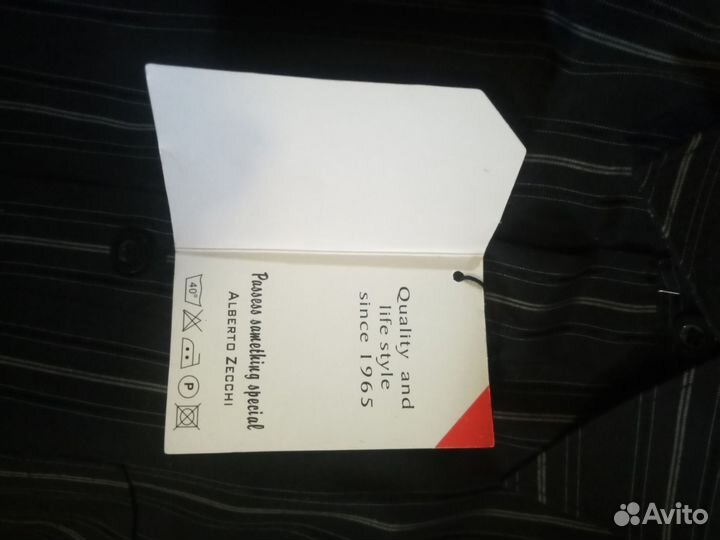 Quality and
life style
since 1965
Possess something special
ALBERTO ZECCHI
40°
P
Avito